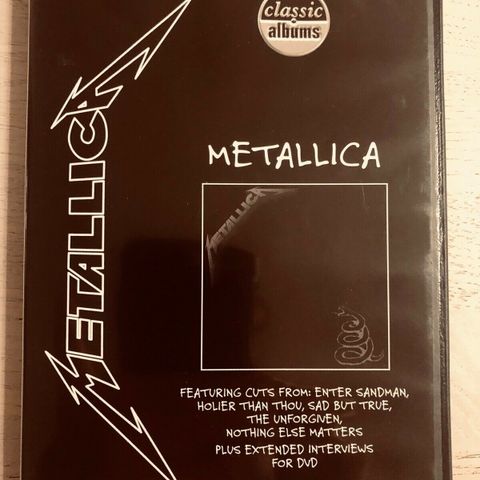 classic
albums
METALLICA
METALLICA
METALLICA
FEATURING CUTS FROM: ENTER SANDMAN,
HOLIER THAN THOU, SAD BUT TRUE,
THE UNFORGIVEN,
NOTHING ELSE MATTERS
PLUS EXTENDED INTERVIEWS
FOR DVD